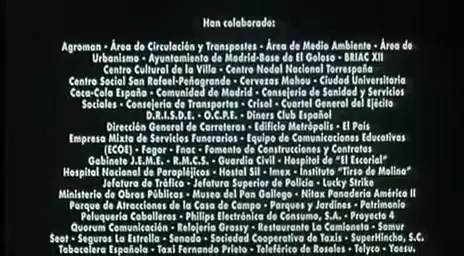 Han colaborado:
Agroman - Área de Circulación y Transpostes - Área de Medio Ambiente - Área de
Urbanismo - Ayuntamiento de Madrid-Base de El Goloso - BRIAC XII
Centro Cultural de la Villa - Centro Nodal Nacional Torrespaña
Centro Social San Rafael-Peñagrande - Cervezas Mahou - Ciudad Universitaria
Coca-Cola España - Comunidad de Madrid - Consejería de Sanidad y Servicios
Sociales - Consejería de Transportes - Crisol - Cuartel General del Ejécito
D.R.I.S.D.E. - O.C.P.E. - Diners Club Español
Dirección General de Carreteras - Edificio Metrópolis - El País
Empresa Mixta de Servicios Funerarios - Equipo de Comunicaciones Educativas
(ECOE) - Fagor - Fnac - Fomento de Construcciones y Contratas
Gabinete J.E.M.E. - R.M.C.S. - Guardia Civil - Hospital de "El Escorial"
Hospital Nacional de Parapléjicos - Hostal Sil - Imex - Instituto "Tirso de Molina"
Jefatura de Tráfico - Jefatura Superior de Policía - Lucky Strike
Ministerio de Obras Públicas - Museo del Pan Gallego - Nitax Panadería América II
Parque de Atracciones de la Casa de Campo - Parques y Jardines - Patrimonio
Peluquería Caballeros - Philips Electrónica de Consumo, S.A. - Proyecto 4
Quorum Comunicación - Relojería Grassy - Restaurante La Camioneta - Samur
Seat - Seguros La Estrella - Senado - Sociedad Cooperativa de Taxis - SuperHincha, S.C.
Tabacalera Española - Taxi Fernando Prieto - Teleférico de Rosales - Telyco - Yaesu.